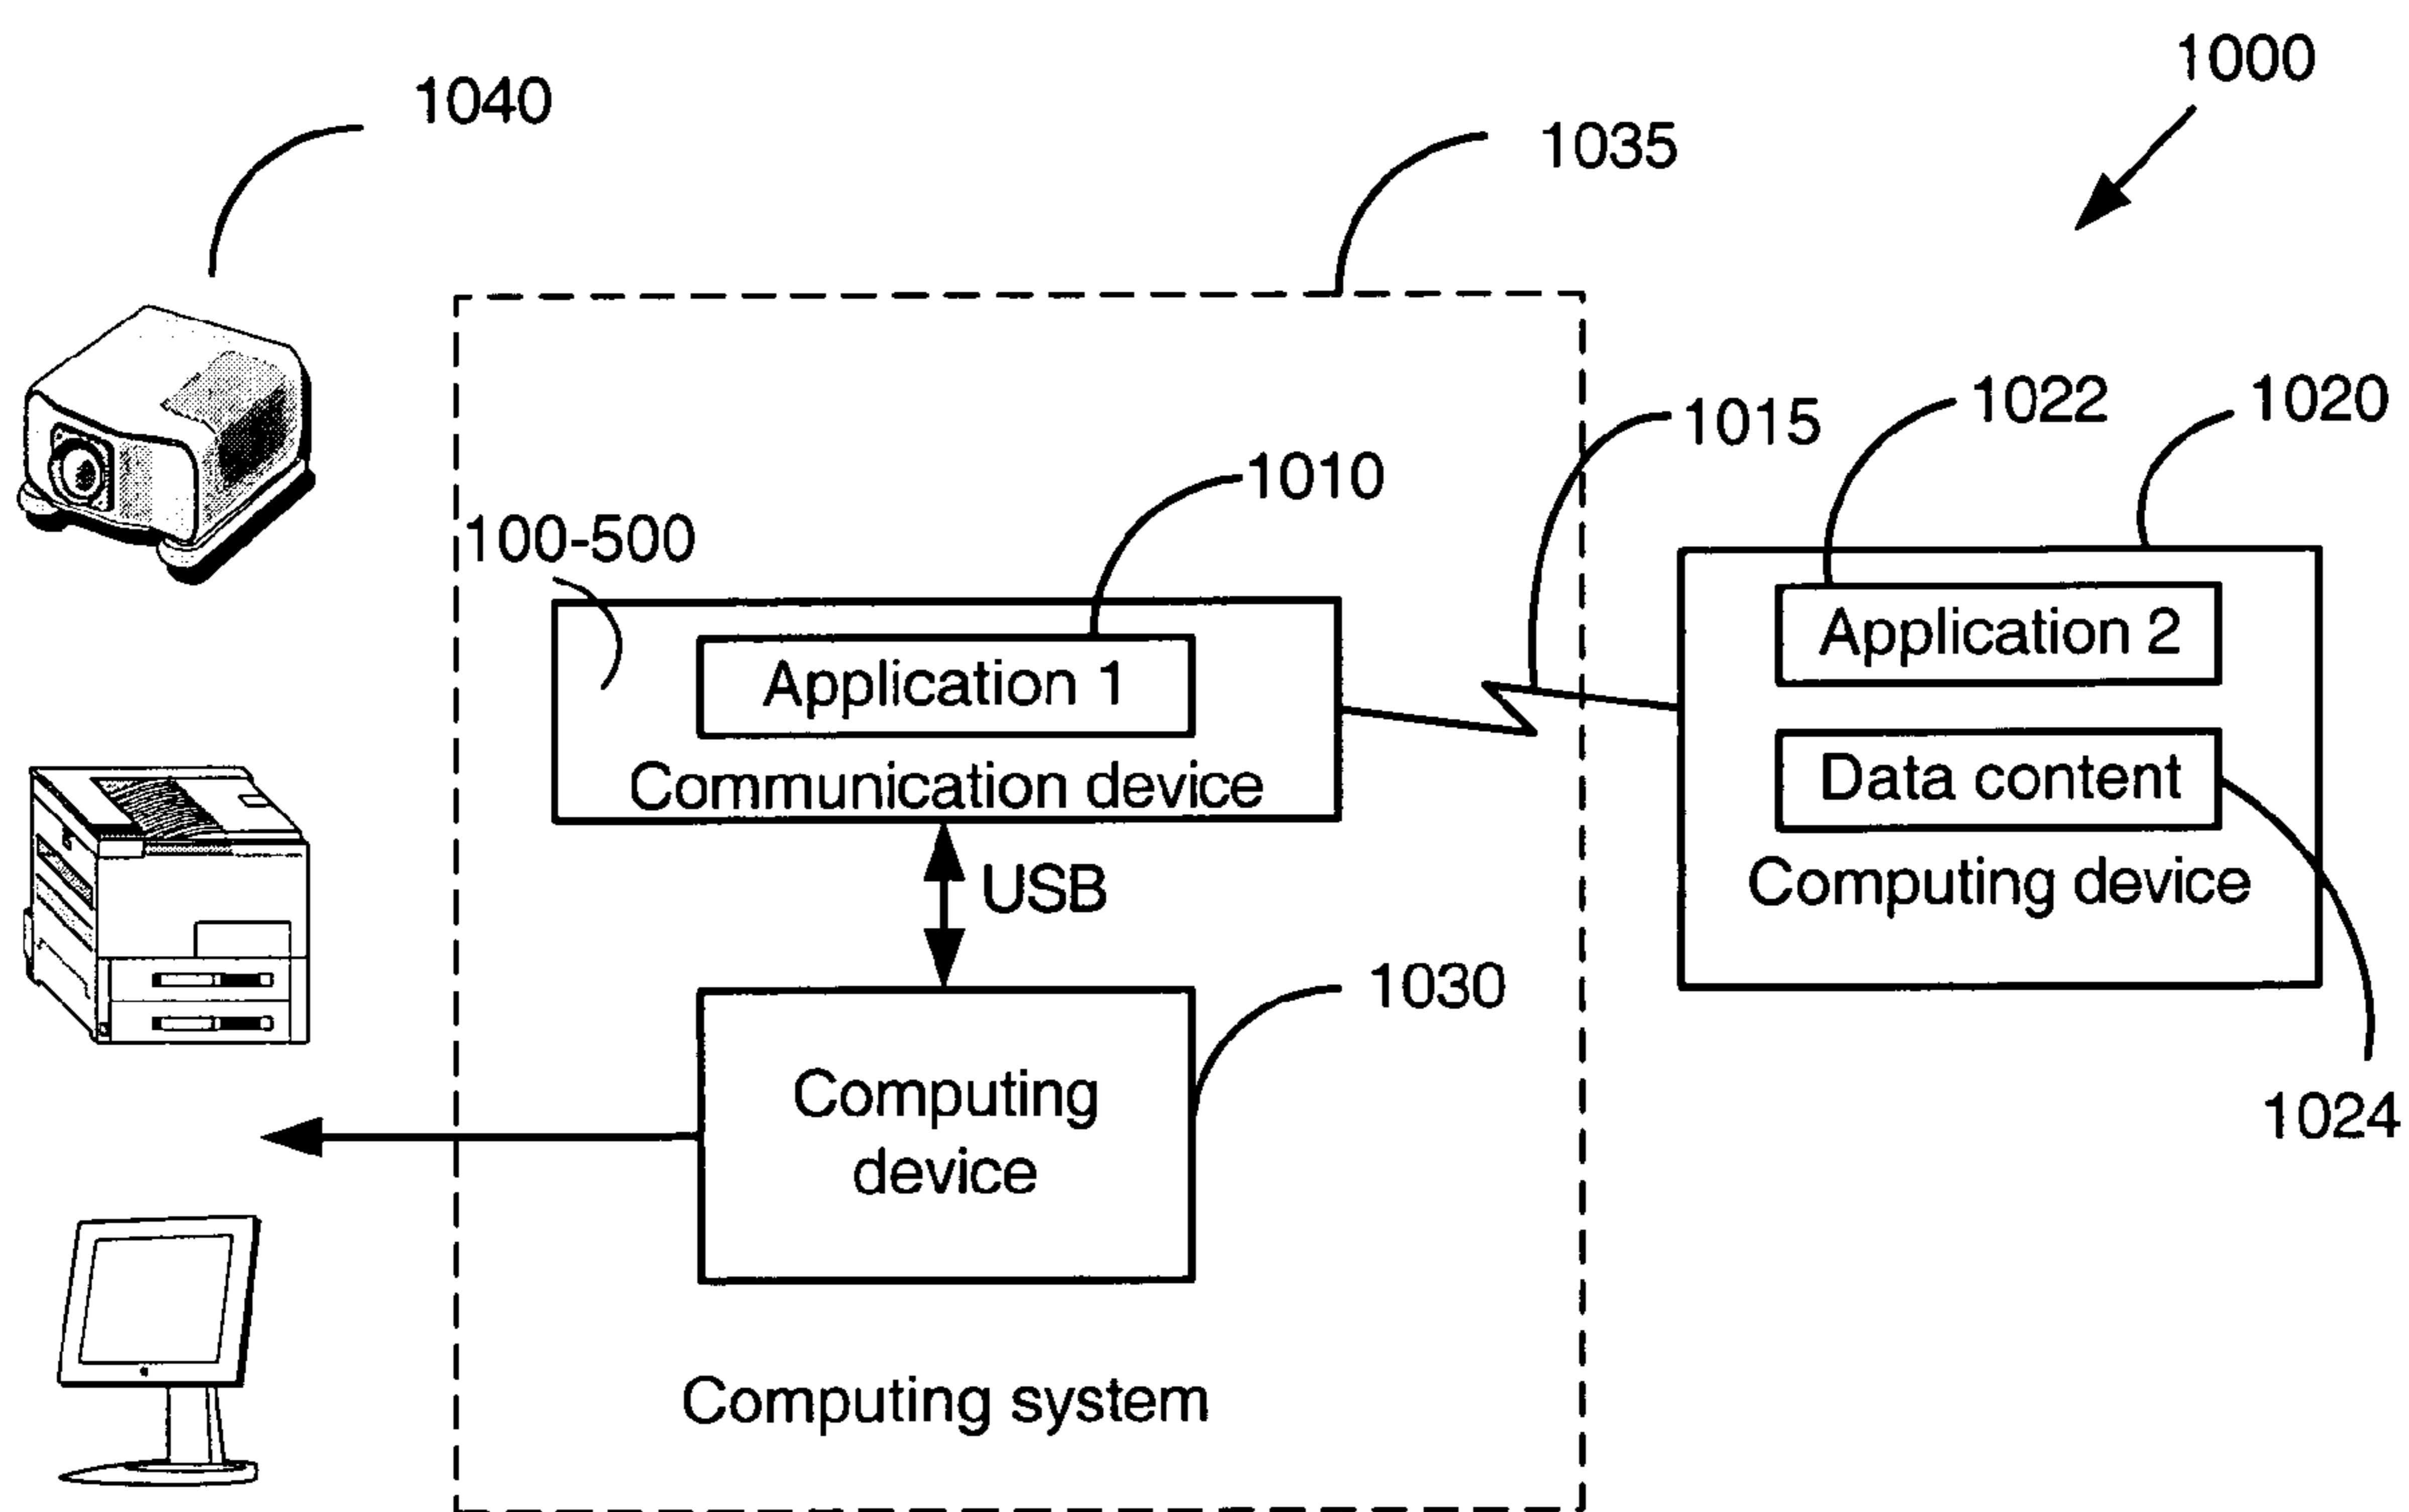 1000
1040
1035
1022
1020
1015
1010
100-500
Application 2
Application 1
Data content
Communication device
Computing device
USB
1030
Computing
device
1024
Computing system